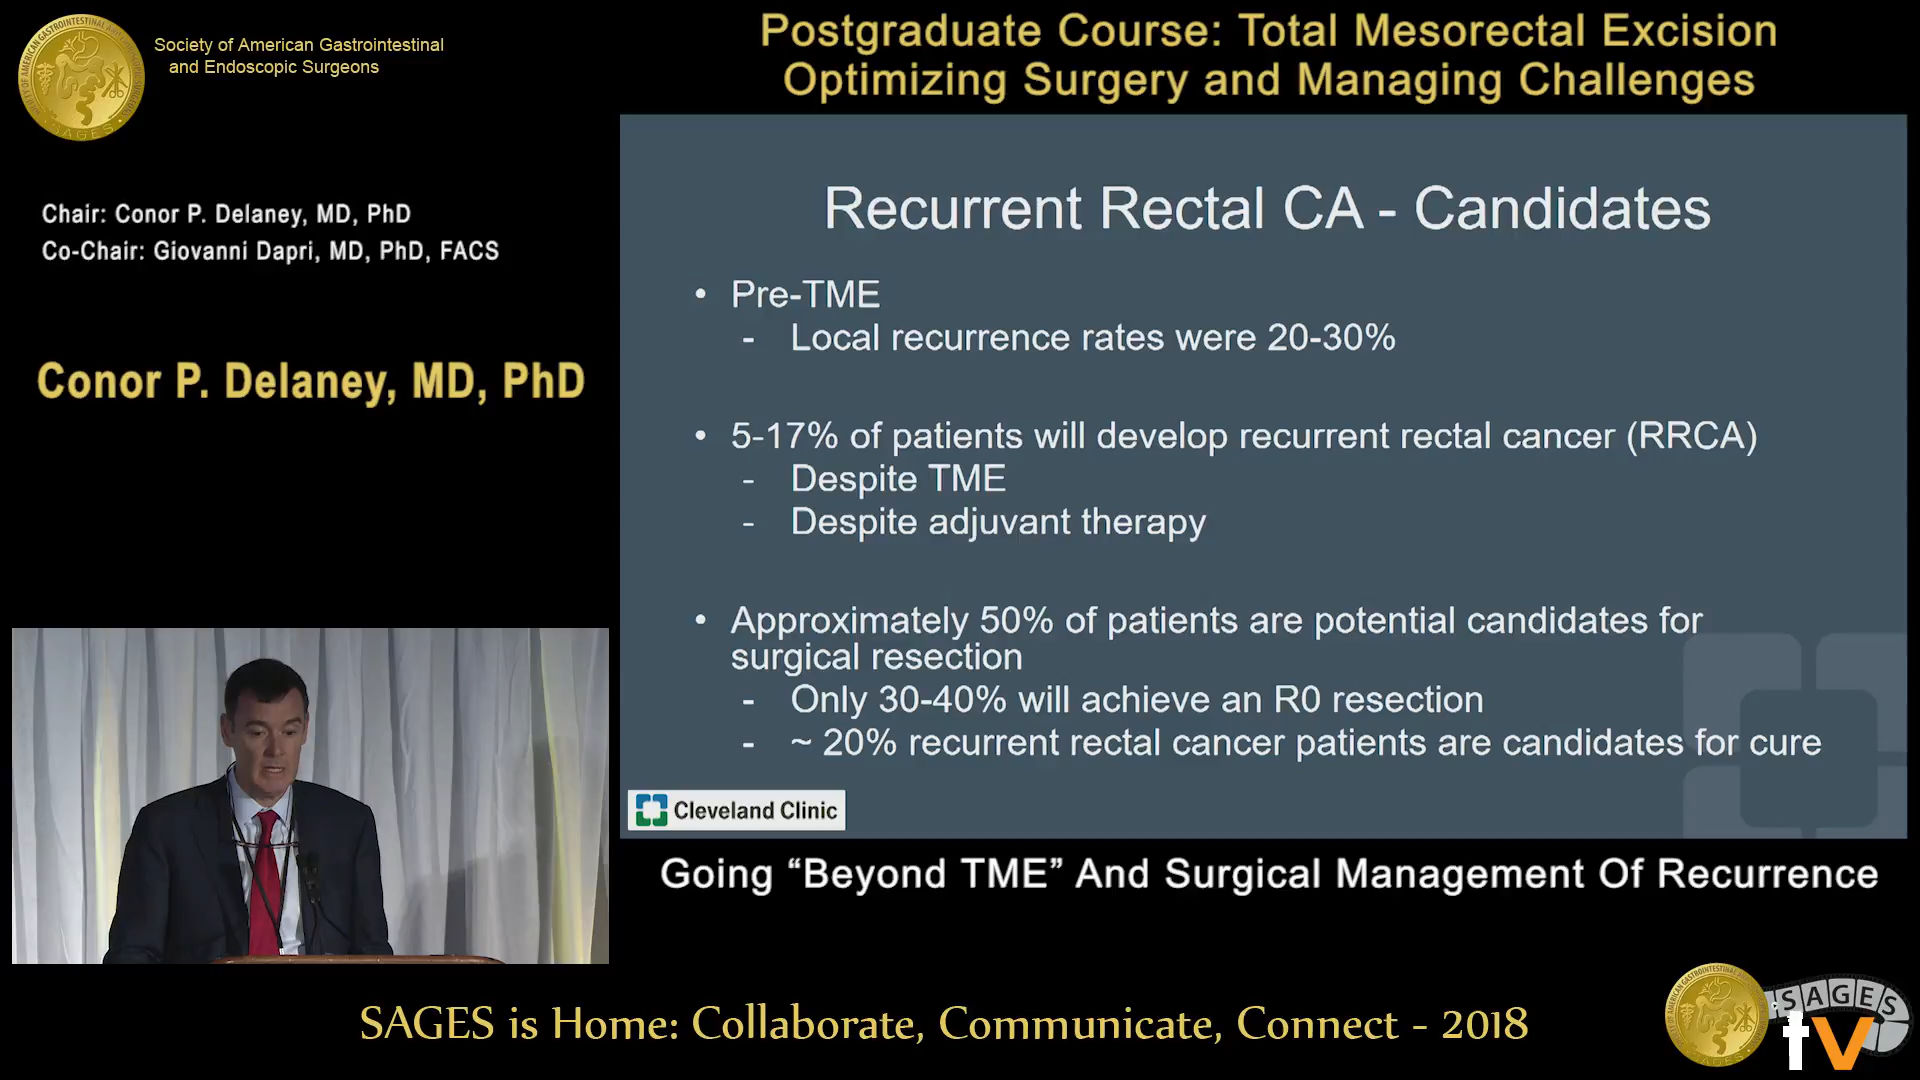 Society of American Gastrointestinal
and Endoscopic Surgeons
Postgraduate Course: Total Mesorectal Excision
Optimizing Surgery and Managing Challenges
Chair: Conor P. Delaney, MD, PhD
Co-Chair: Giovanni Dapri, MD, PhD, FACS
Conor P. Delaney, MD, PhD
Recurrent Rectal CA - Candidates
• Pre-TME
- Local recurrence rates were 20-30%
• 5-17% of patients will develop recurrent rectal cancer (RRCA)
- Despite TME
- Despite adjuvant therapy
• Approximately 50% of patients are potential candidates for
surgical resection
- Only 30-40% will achieve an R0 resection
- ~ 20% recurrent rectal cancer patients are candidates for cure
Cleveland Clinic
Going “Beyond TME” And Surgical Management Of Recurrence
SAGES is Home: Collaborate, Communicate, Connect - 2018
SAGES
tv